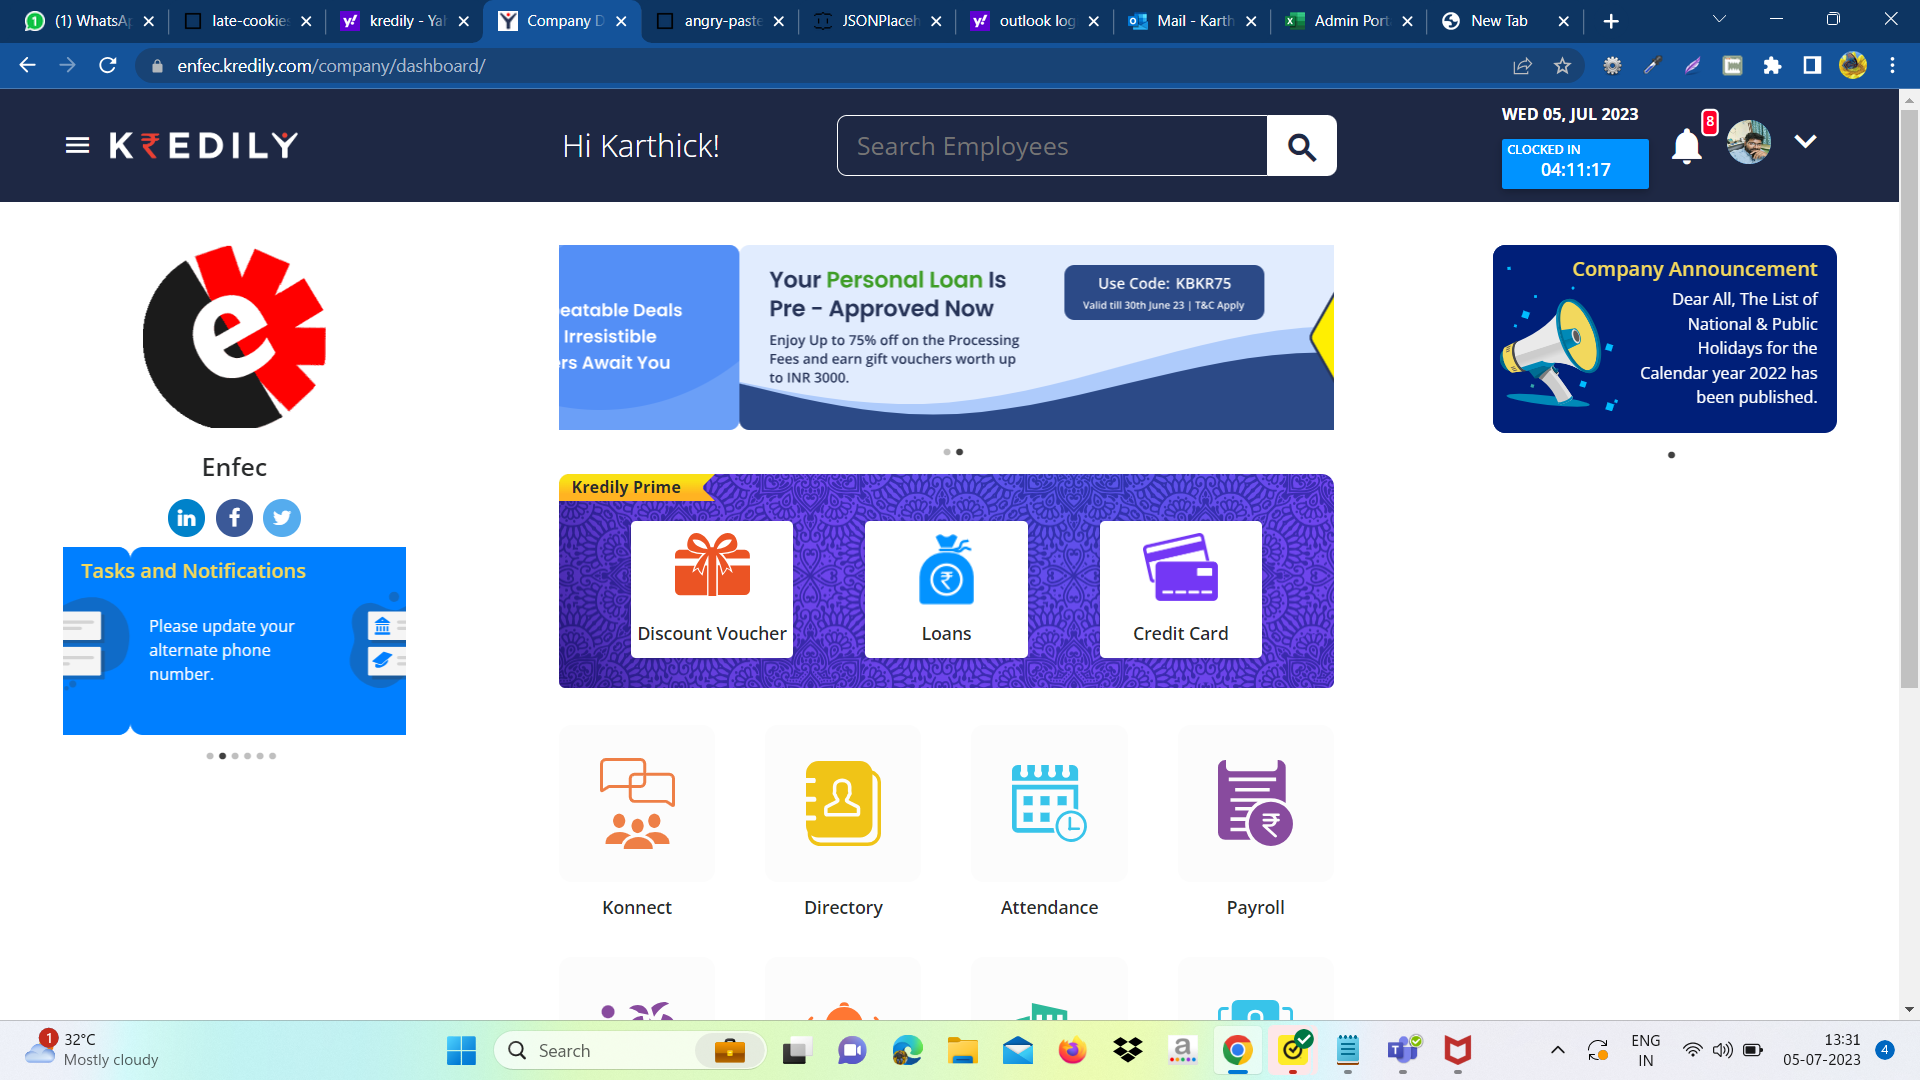 (1) WhatsA
late-cookie
kredily - Ya
Company D
angry-paste
JSONPlaceh
outlook log
Mail - Karth
Admin Port
New Tab
enfec.kredily.com/company/dashboard/
KREDILY
Hi Karthick!
Search Employees
WED 05, JUL 2023
CLOCKED IN
04:11:17
8
Enfec
Tasks and Notifications
Please update your
alternate phone
number.
eatable Deals
Irresistible
rs Await You
Your Personal Loan Is
Pre - Approved Now
Enjoy Up to 75% off on the Processing
Fees and earn gift vouchers worth up
to INR 3000.
Use Code: KBKR75
Valid till 30th June 23 | T&C Apply
Company Announcement
Dear All, The List of
National & Public
Holidays for the
Calendar year 2022 has
been published.
Kredily Prime
Discount Voucher
Loans
Credit Card
Konnect
Directory
Attendance
Payroll
1
32°C
Mostly cloudy
Search
ENG
IN
13:31
05-07-2023
4